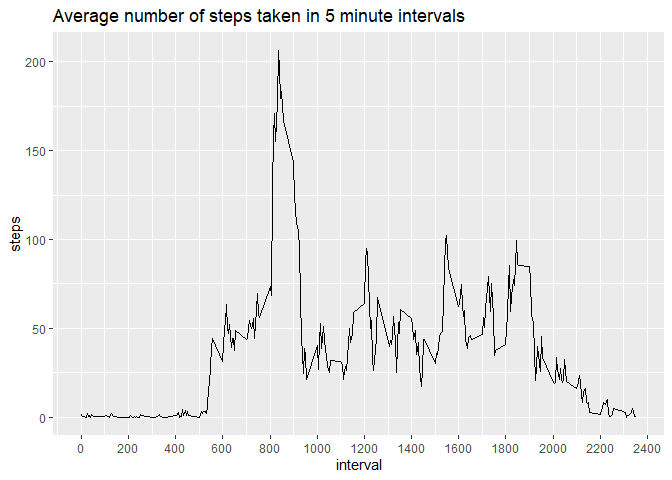 Average number of steps taken in 5 minute intervals
200
150
100
50
0
steps
0 200 400 600 800 1000 1200 1400 1600 1800 2000 2200 2400
interval